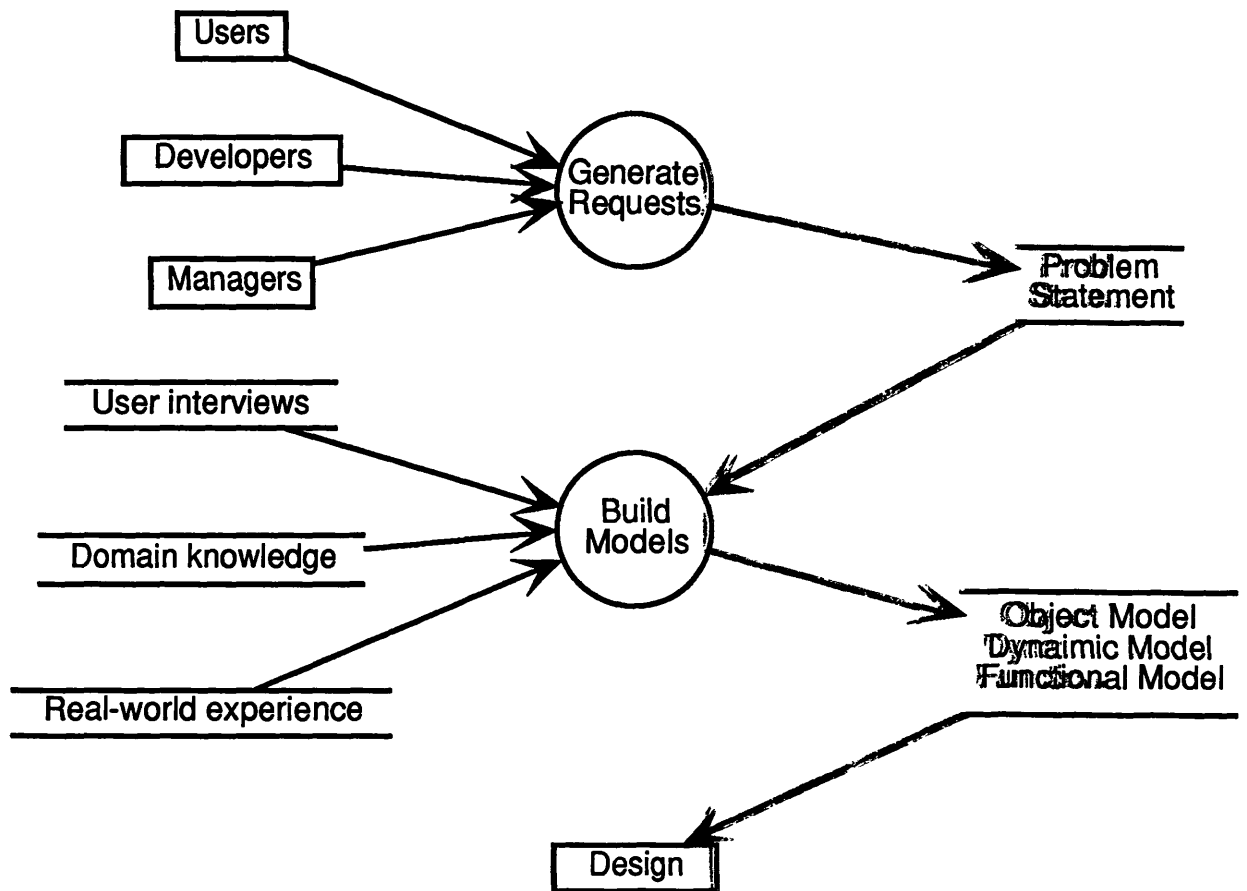 Users
Developers
Managers
Generate
Requests
Problem
Statement
User interviews
Domain knowledge
Real-world experience
Build
Models
Object Model
Dynaimic Model
Functional Model
Design